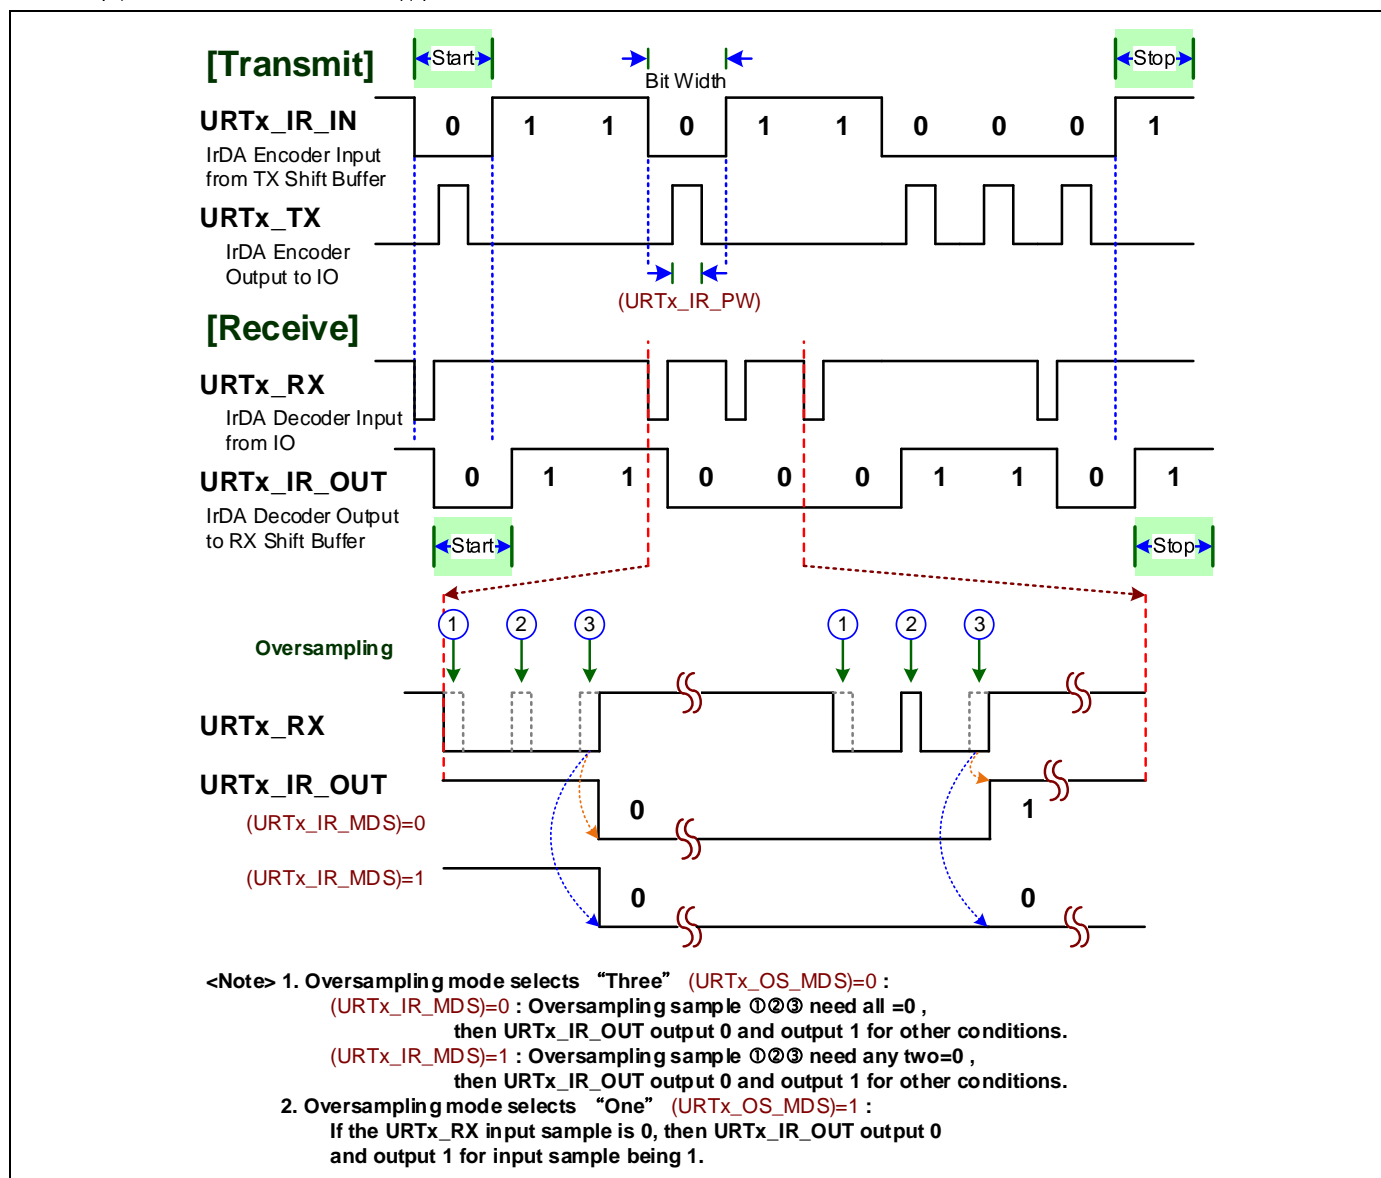 [Transmit]
Start
Bit Width
Stop
URTx_IR_IN
0 1 1 0 1 1 0 0 0 1
IrDA Encoder Input
from TX Shift Buffer
URTx_TX
IrDA Encoder
Output to IO
(URTx_IR_PW)
[Receive]
URTx_RX
IrDA Decoder Input
from IO
URTx_IR_OUT
0 1 1 0 0 0 1 1 0 1
IrDA Decoder Output
to RX Shift Buffer
Start
Stop
1 2 3 1 2 3
Oversampling
URTx_RX
URTx_IR_OUT
(URTx_IR_MDS)=0
0 1
(URTx_IR_MDS)=1
0 0
<Note> 1. Oversampling mode selects “Three” (URTx_OS_MDS)=0 :
(URTx_IR_MDS)=0 : Oversampling sample ①②③ need all =0 ,
then URTx_IR_OUT output 0 and output 1 for other conditions.
(URTx_IR_MDS)=1 : Oversampling sample ①②③ need any two=0 ,
then URTx_IR_OUT output 0 and output 1 for other conditions.
2. Oversampling mode selects “One” (URTx_OS_MDS)=1 :
If the URTx_RX input sample is 0, then URTx_IR_OUT output 0
and output 1 for input sample being 1.